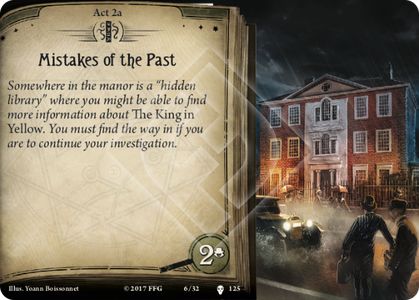 Act 2a
Mistakes of the Past
Somewhere in the manor is a “hidden
library” where you might be able to find
more information about The King in
Yellow. You must find the way in if you
are to continue your investigation.
2
Illus. Yoann Boissonnet
© 2017 FFG
6/32
125